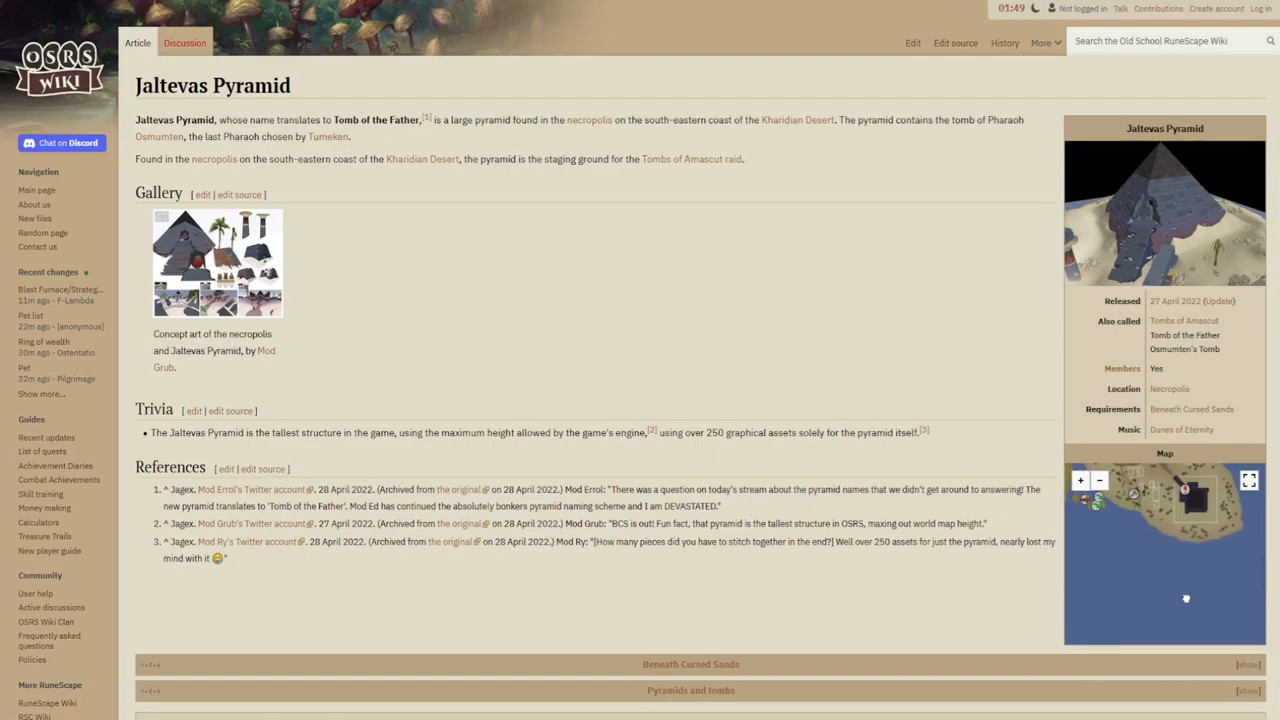 01:49 Not logged in Talk Contributions Create account Log in
OSRS
WIKI
Article Discussion Edit Edit source History More Search the Old School RuneScape Wiki
Chat on Discord
Navigation
Main page
About us
New files
Random page
Contact us
Recent changes
Blast Furnace/Strateg...
11m ago - F-Lambda
Pet list
22m ago - [anonymous]
Ring of wealth
30m ago - Ostentatio
Pet
32m ago - Pilgrimage
Show more...
Guides
Recent updates
List of quests
Achievement Diaries
Combat Achievements
Skill training
Money making
Calculators
Treasure Trails
New player guide
Community
User help
Active discussions
OSRS Wiki Clan
Frequently asked
questions
Policies
More RuneScape
RuneScape Wiki
RSC Wiki
Jaltevas Pyramid
Jaltevas Pyramid, whose name translates to Tomb of the Father,[1] is a large pyramid found in the necropolis on the south-eastern coast of the Kharidian Desert. The pyramid contains the tomb of Pharaoh
Osmumten, the last Pharaoh chosen by Tumeken.
Found in the necropolis on the south-eastern coast of the Kharidian Desert, the pyramid is the staging ground for the Tombs of Amascut raid.
Gallery [ edit | edit source ]
Concept art of the necropolis
and Jaltevas Pyramid, by Mod
Grub.
Trivia [ edit | edit source ]
• The Jaltevas Pyramid is the tallest structure in the game, using the maximum height allowed by the game's engine,[2] using over 250 graphical assets solely for the pyramid itself.[3]
References [ edit | edit source ]
1. ^ Jagex. Mod Errol's Twitter account. 28 April 2022. (Archived from the original on 28 April 2022.) Mod Errol: "There was a question on today's stream about the pyramid names that we didn't get around to answering! The
new pyramid translates to 'Tomb of the Father'. Mod Ed has continued the absolutely bonkers pyramid naming scheme and I am DEVASTATED."
2. ^ Jagex. Mod Grub's Twitter account. 27 April 2022. (Archived from the original on 28 April 2022.) Mod Grub: "BCS is out! Fun fact, that pyramid is the tallest structure in OSRS, maxing out world map height."
3. ^ Jagex. Mod Ry's Twitter account. 28 April 2022. (Archived from the original on 28 April 2022.) Mod Ry: "[How many pieces did you have to stitch together in the end?] Well over 250 assets for just the pyramid, nearly lost my
mind with it 😂"
Jaltevas Pyramid
Released 27 April 2022 (Update)
Also called Tombs of Amascut
Tomb of the Father
Osmunten's Tomb
Members Yes
Location Necropolis
Requirements Beneath Cursed Sands
Music Dunes of Eternity
Map
+ −
v·d·e Beneath Cursed Sands [show]
v·d·e Pyramids and tombs [show]